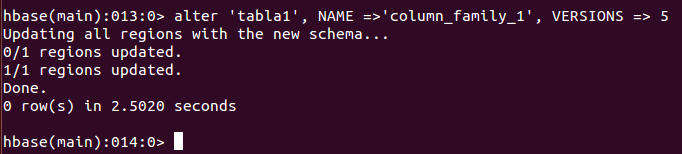 hbase(main):013:0> alter 'tabla1', NAME =>'column_family_1', VERSIONS => 5
Updating all regions with the new schema...
0/1 regions updated.
1/1 regions updated.
Done.
0 row(s) in 2.5020 seconds
hbase(main):014:0>